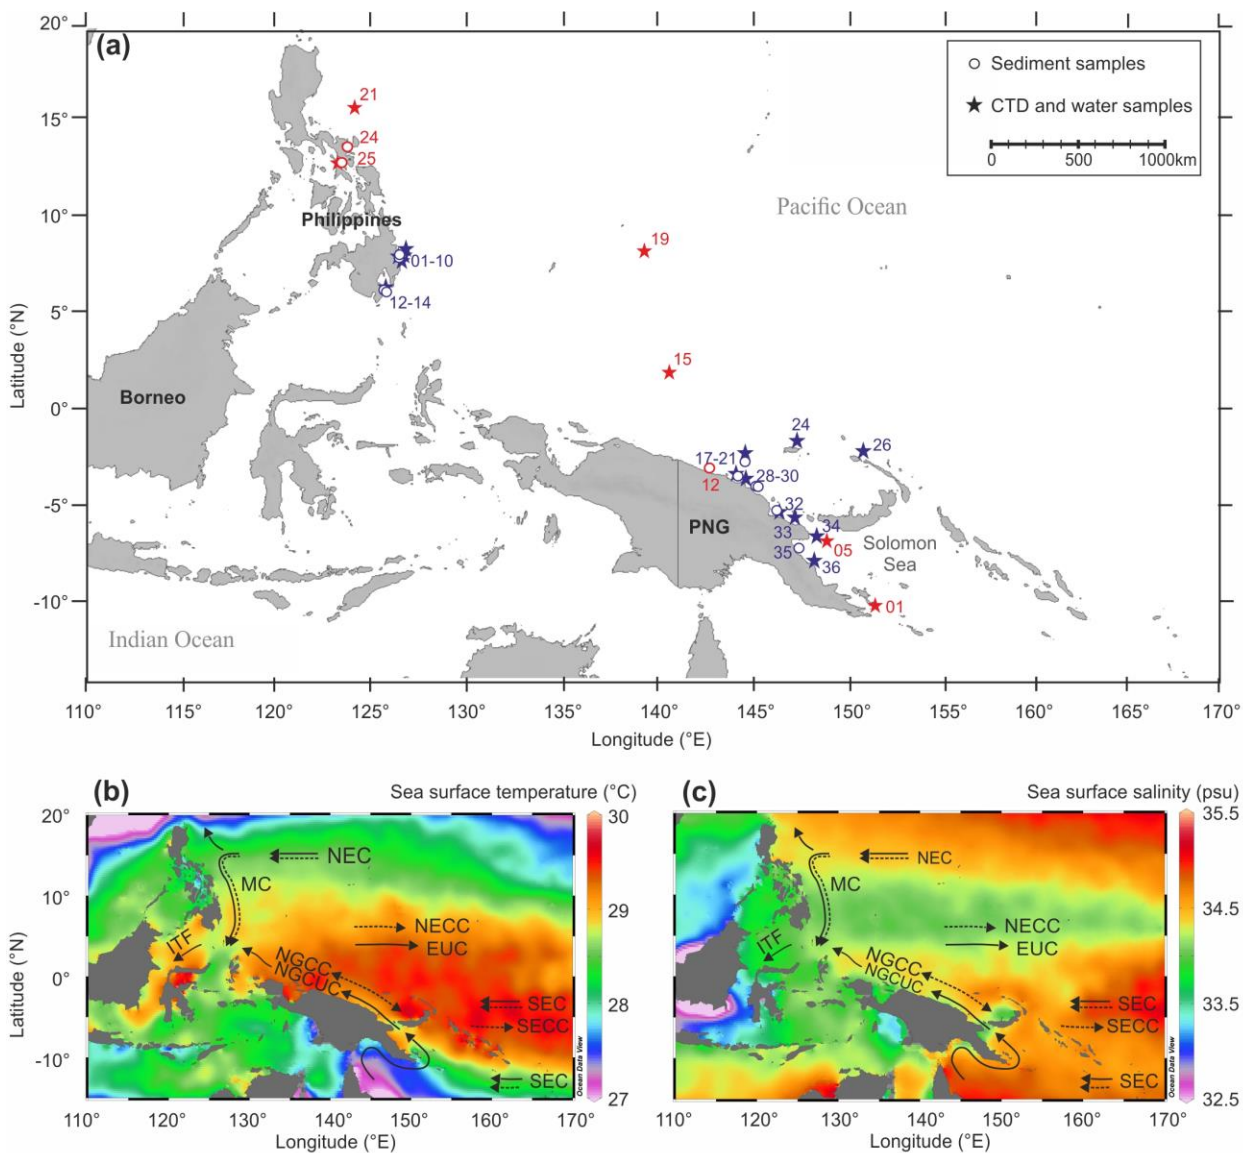 (a)
20°
15°
10°
5°
0°
-5°
-10°
Latitude (°N)
Sediment samples
CTD and water samples
0 500 1000km
21
24
25
Philippines
Pacific Ocean
19
01-10
12-14
15
Borneo
24
26
17-21
12
28-30
32
PNG
33
34
35
05
Solomon
Sea
36
01
Indian Ocean
110° 115° 120° 125° 130° 135° 140° 145° 150° 155° 160° 165° 170°
Longitude (°E)
(b)
Sea surface temperature (°C)
20°
10°
0°
-10°
Latitude (°N)
NEC
MC
NECC
EUC
ITF
NGCC
NGCUC
SEC
SECC
SEC
Ocean Data View
30
29
28
27
110 120 130 140 150 160 170
Longitude (°E)
(c)
Sea surface salinity (psu)
NEC
MC
NECC
EUC
ITF
NGCC
NGCUC
SEC
SECC
SEC
Ocean Data View
35.5
34.5
33.5
32.5
110 120 130 140 150 160 170
Longitude (°E)